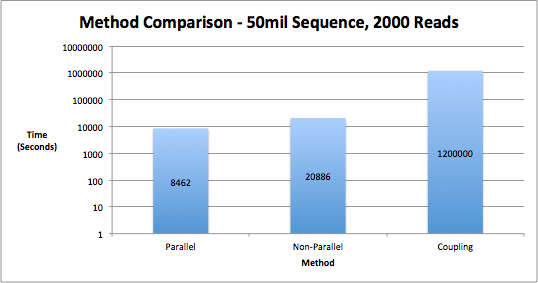 Method Comparison - 50mil Sequence, 2000 Reads
10000000
1000000
100000
10000
1000
100
10
1
Time
(Seconds)
8462
20886
1200000
Parallel
Non-Parallel
Coupling
Method